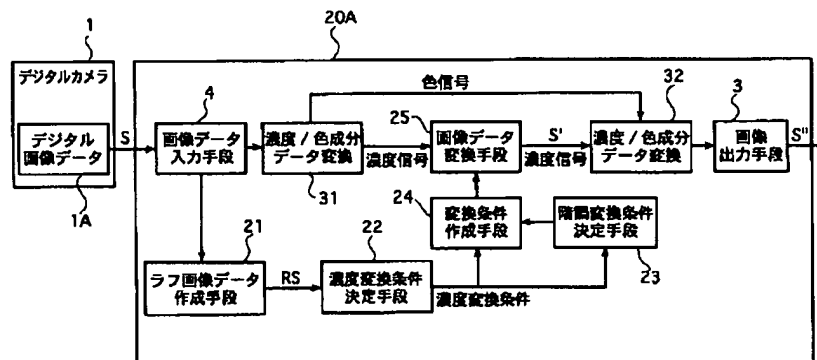 20A
1
デジタルカメラ
デジタル
画像データ
1A
S
4
画像データ
入力手段
31
濃度/色成分
データ変換
色信号
濃度信号
25
画像データ
変換手段
S'
濃度信号
32
濃度/色成分
データ変換
3
画像
出力手段
S"
24
変換条件
作成手段
階調変換条件
決定手段
23
21
ラフ画像データ
作成手段
RS
22
濃度変換条件
決定手段
濃度変換条件